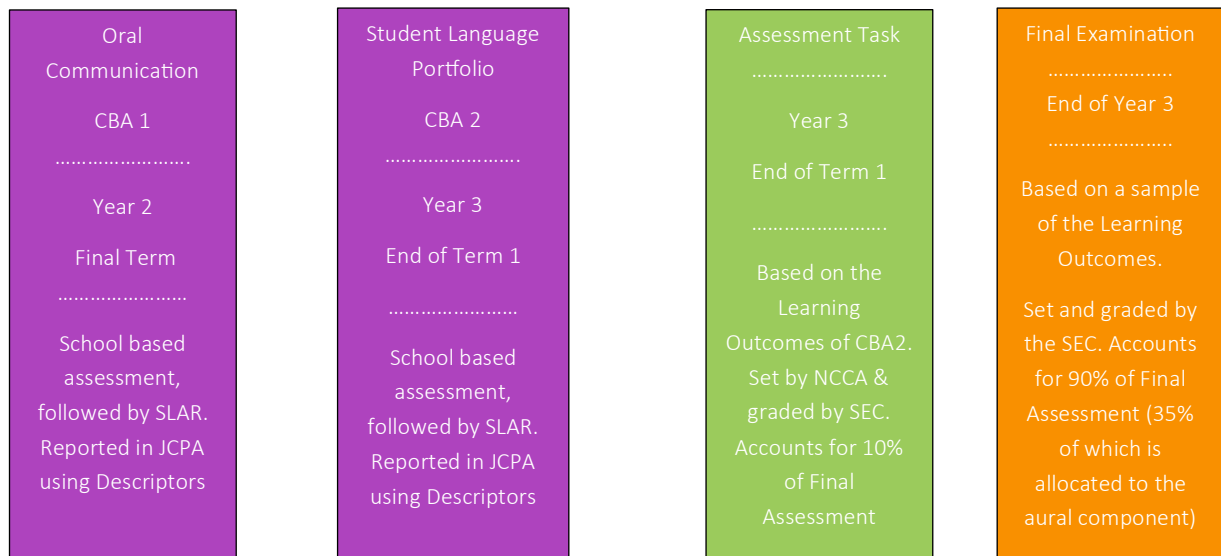 Oral
Communication
CBA 1
…………………….
Year 2
Final Term
……………………
School based
assessment,
followed by SLAR.
Reported in JCPA
using Descriptors
Student Language
Portfolio
CBA 2
…………………….
Year 3
End of Term 1
……………………
School based
assessment,
followed by SLAR.
Reported in JCPA
using Descriptors
Assessment Task
…………………….
Year 3
End of Term 1
…………………….
Based on the
Learning
Outcomes of CBA2.
Set by NCCA &
graded by SEC.
Accounts for 10%
of Final
Assessment
Final Examination
…………………..
End of Year 3
…………………..
Based on a sample
of the Learning
Outcomes.
Set and graded by
the SEC. Accounts
for 90% of Final
Assessment (35%
of which is
allocated to the
aural component)